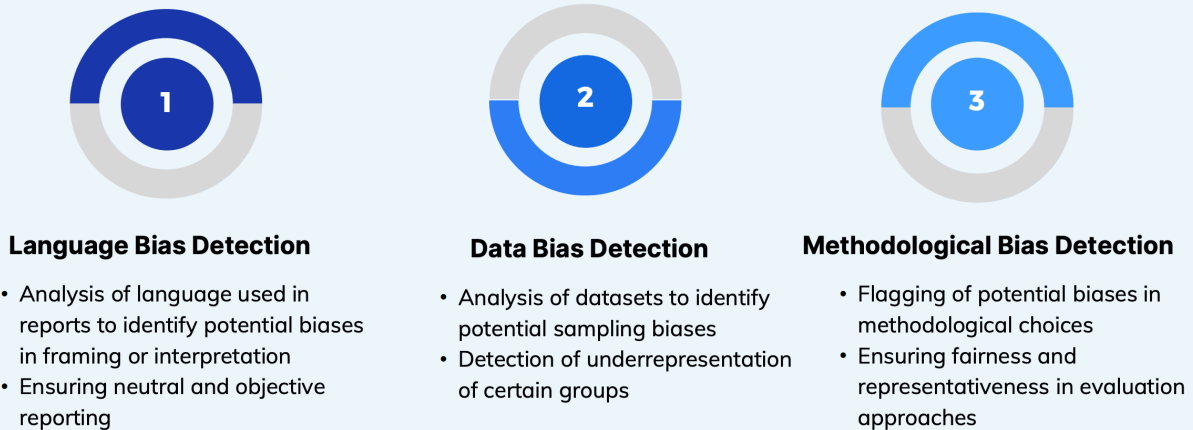 1
Language Bias Detection
• Analysis of language used in
reports to identify potential biases
in framing or interpretation
• Ensuring neutral and objective
reporting
2
Data Bias Detection
• Analysis of datasets to identify
potential sampling biases
• Detection of underrepresentation
of certain groups
3
Methodological Bias Detection
• Flagging of potential biases in
methodological choices
• Ensuring fairness and
representativeness in evaluation
approaches